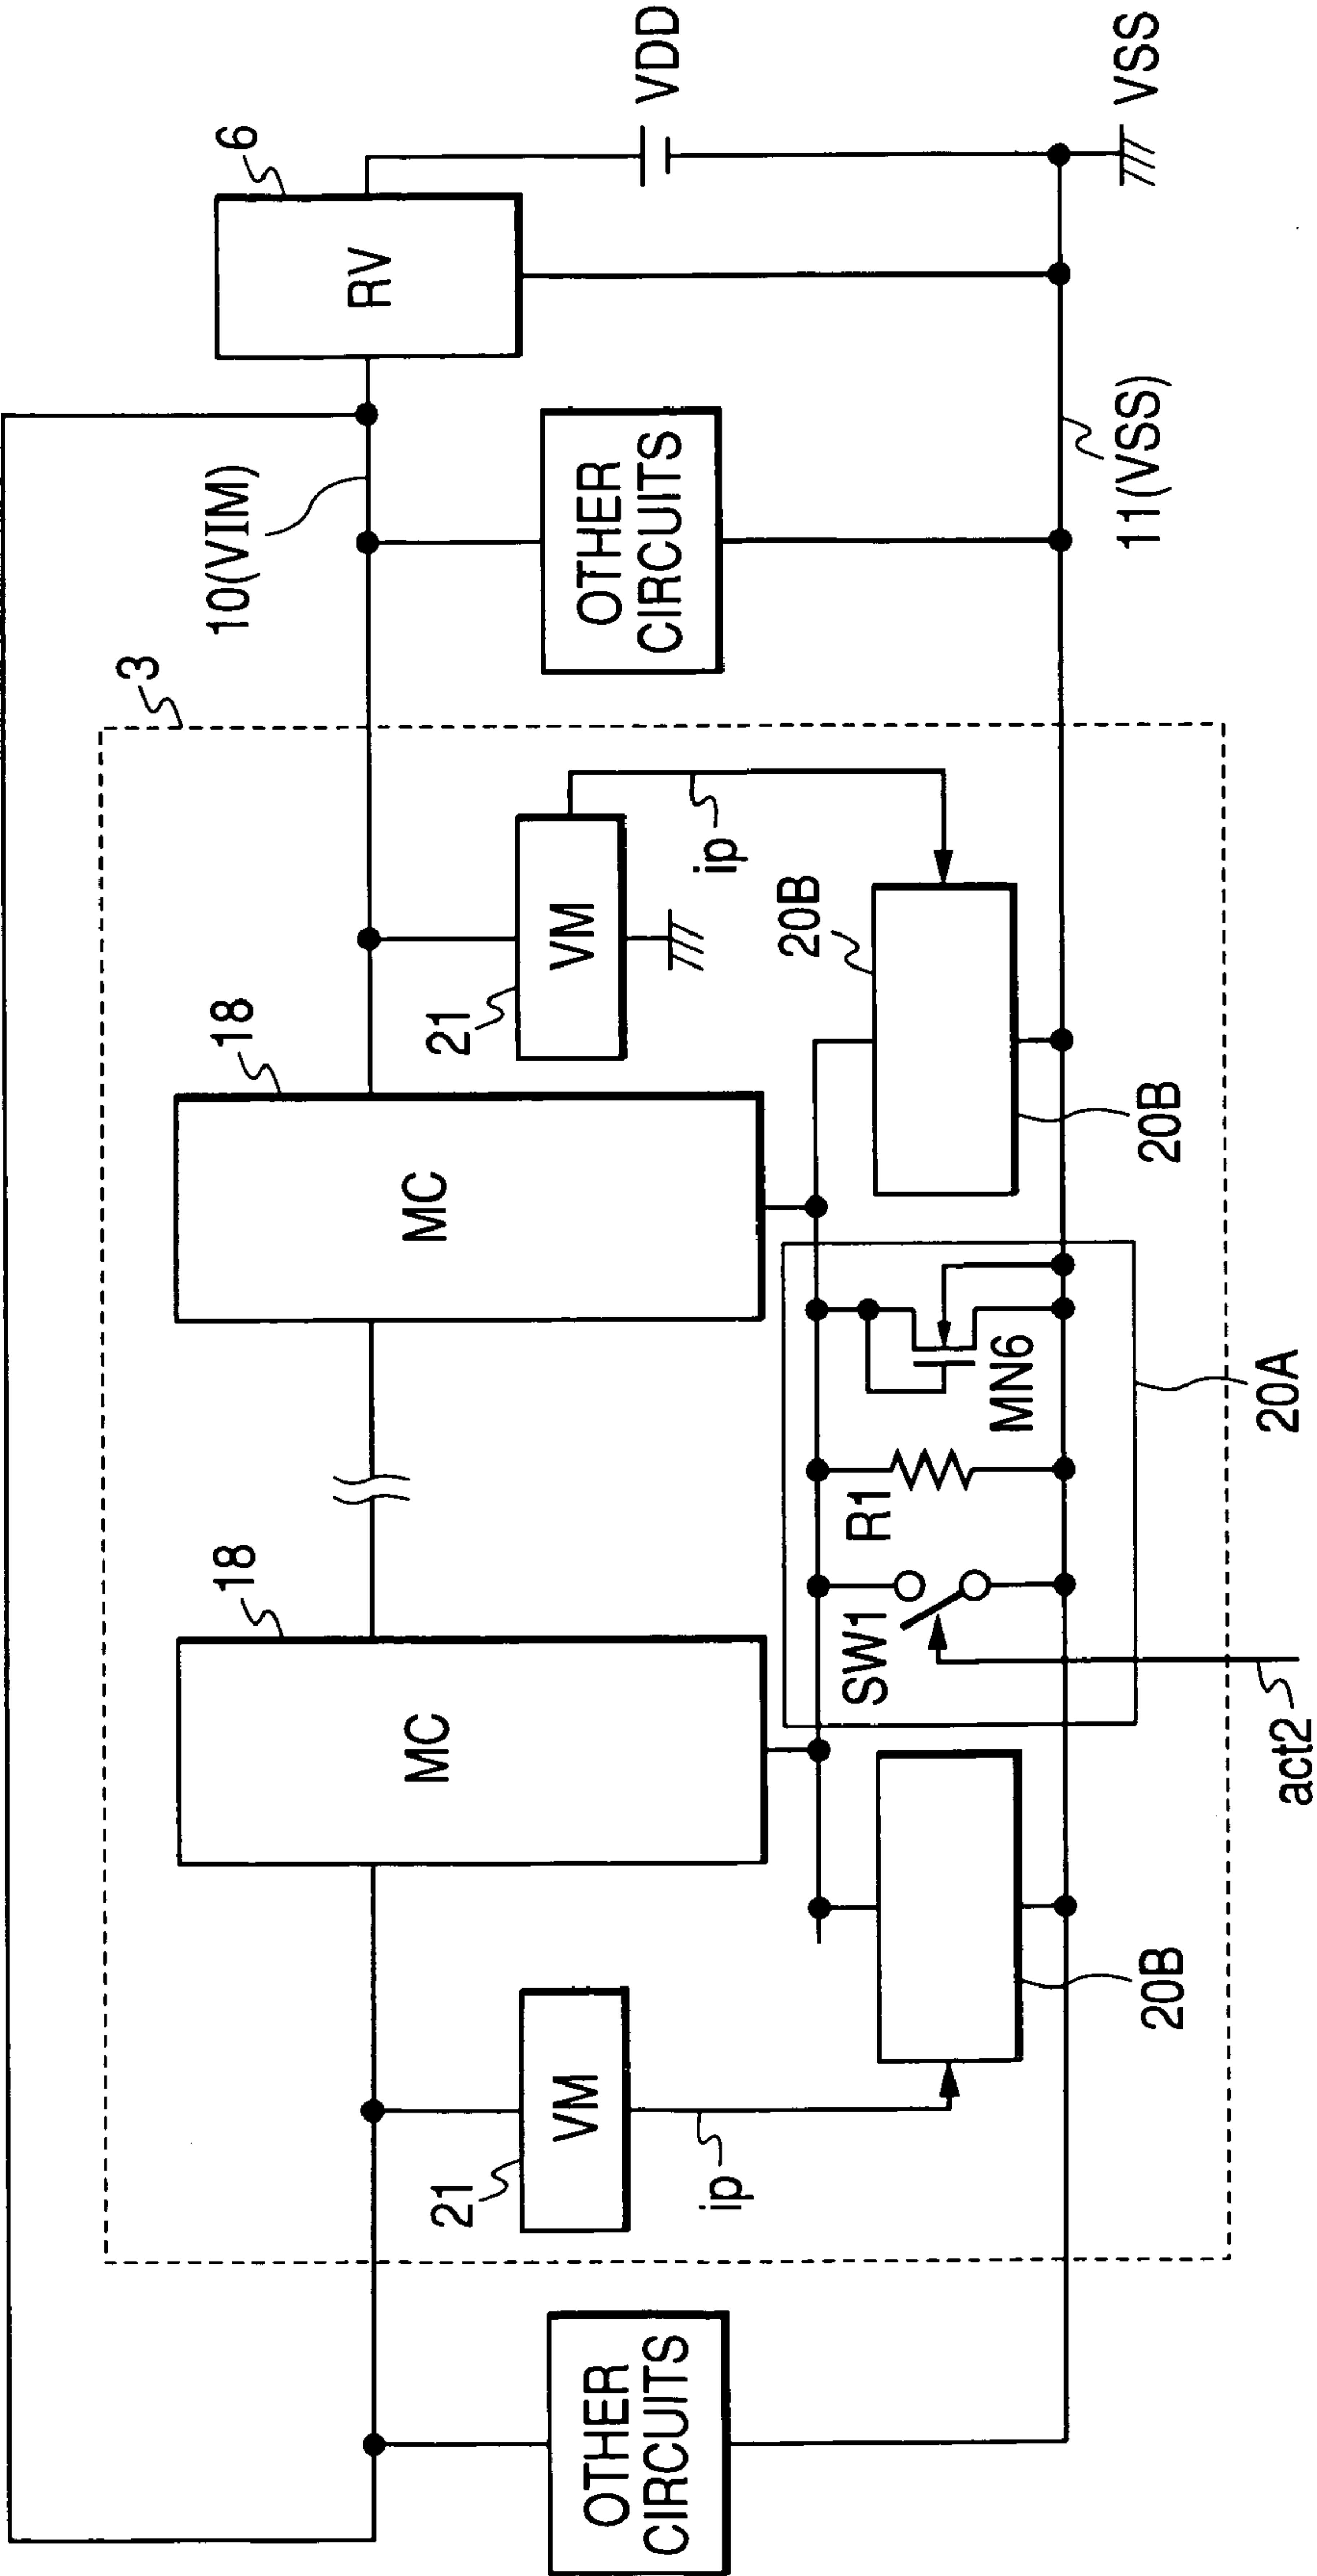 3
10(VIM)
6
RV
VDD
VSS
OTHER
CIRCUITS
11(VSS)
18
MC
18
MC
21
VM
ip
21
VM
ip
20B
20B
20B
SW1
R1
MN6
20A
act2
OTHER
CIRCUITS